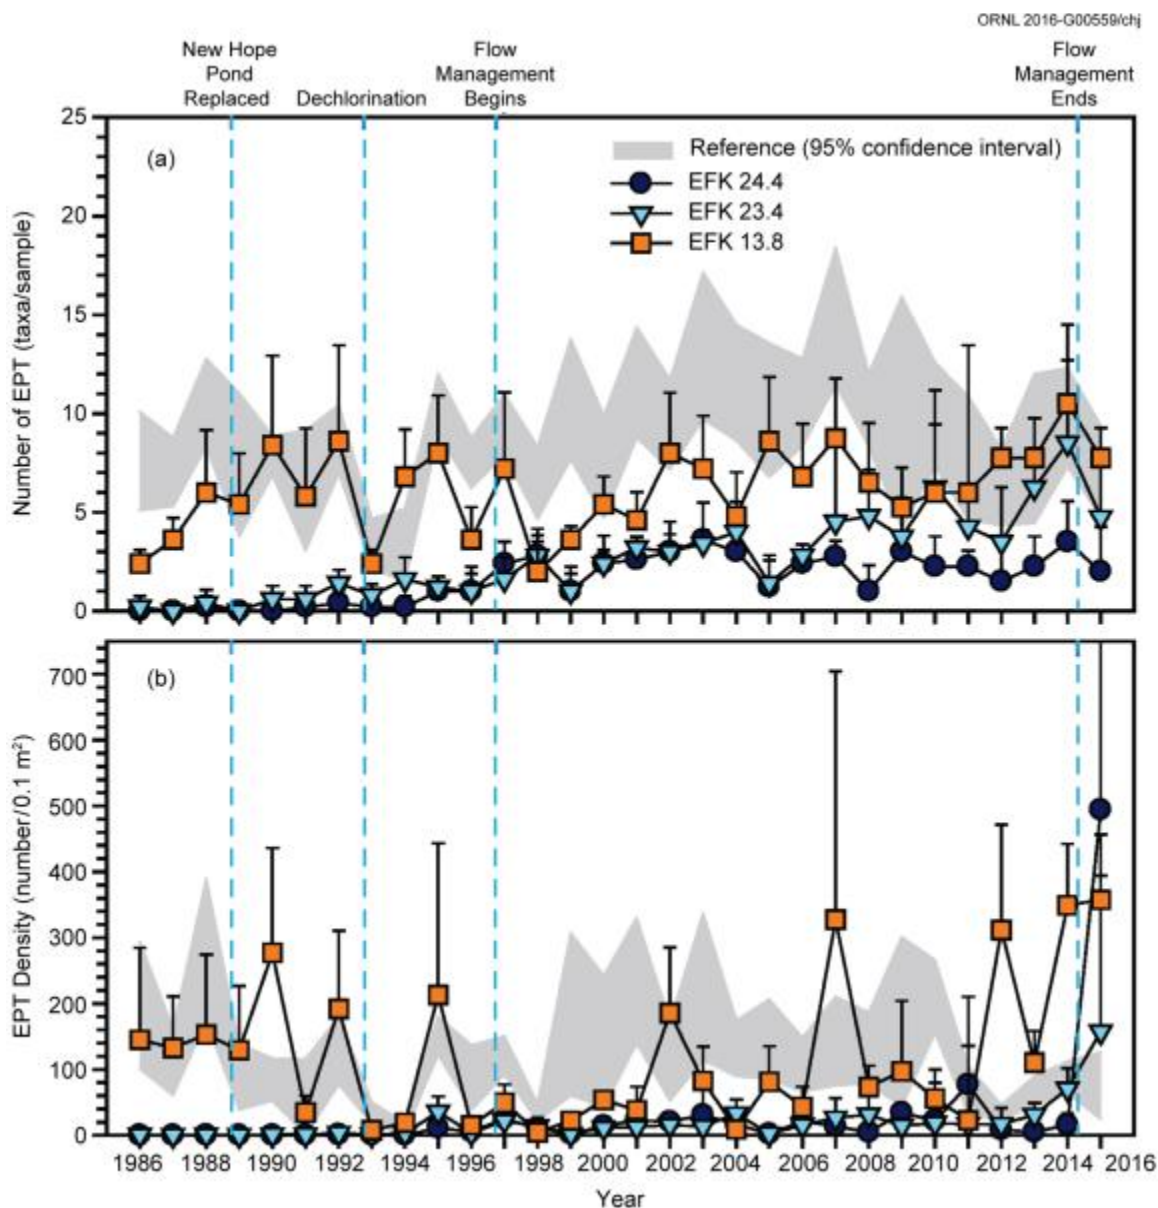 ORNL 2016-G00559/chj
New Hope
Pond
Replaced
Dechlorination
Flow
Management
Begins
Flow
Management
Ends
25
20
15
10
5
0
Number of EPT (taxa/sample)
(a)
Reference (95% confidence interval)
EFK 24.4
EFK 23.4
EFK 13.8
700
600
500
400
300
200
100
0
EPT Density (number/0.1 m²)
(b)
1986 1988 1990 1992 1994 1996 1998 2000 2002 2004 2006 2008 2010 2012 2014 2016
Year